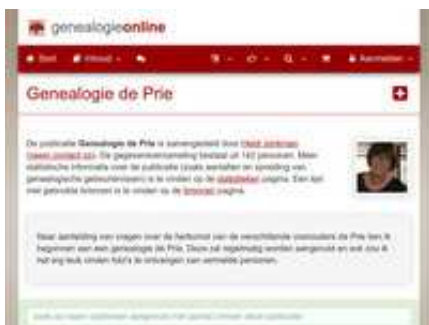 genealogieonline
Start Inhoud Aanmelden
Genealogie de Prie
De publicatie Genealogie de Prie is samengesteld door
(neem contact op). De gegevensverzameling bestaat uit 142 personen. Meer
statistische informatie over de publicatie (zoals aantallen en spreiding van
genealogische gebeurtenissen) is te vinden op de statistieken pagina. Een lijst
met gebruikte bronnen is te vinden op de bronnen pagina.
Naar aanleiding van vragen over de herkomst van de verschillende voorouders de Prie ben ik
begonnen aan een genealogie de Prie. Deze zal regelmatig worden aangevuld en ook zou ik
het erg leuk vinden foto's te ontvangen van vermelde personen.